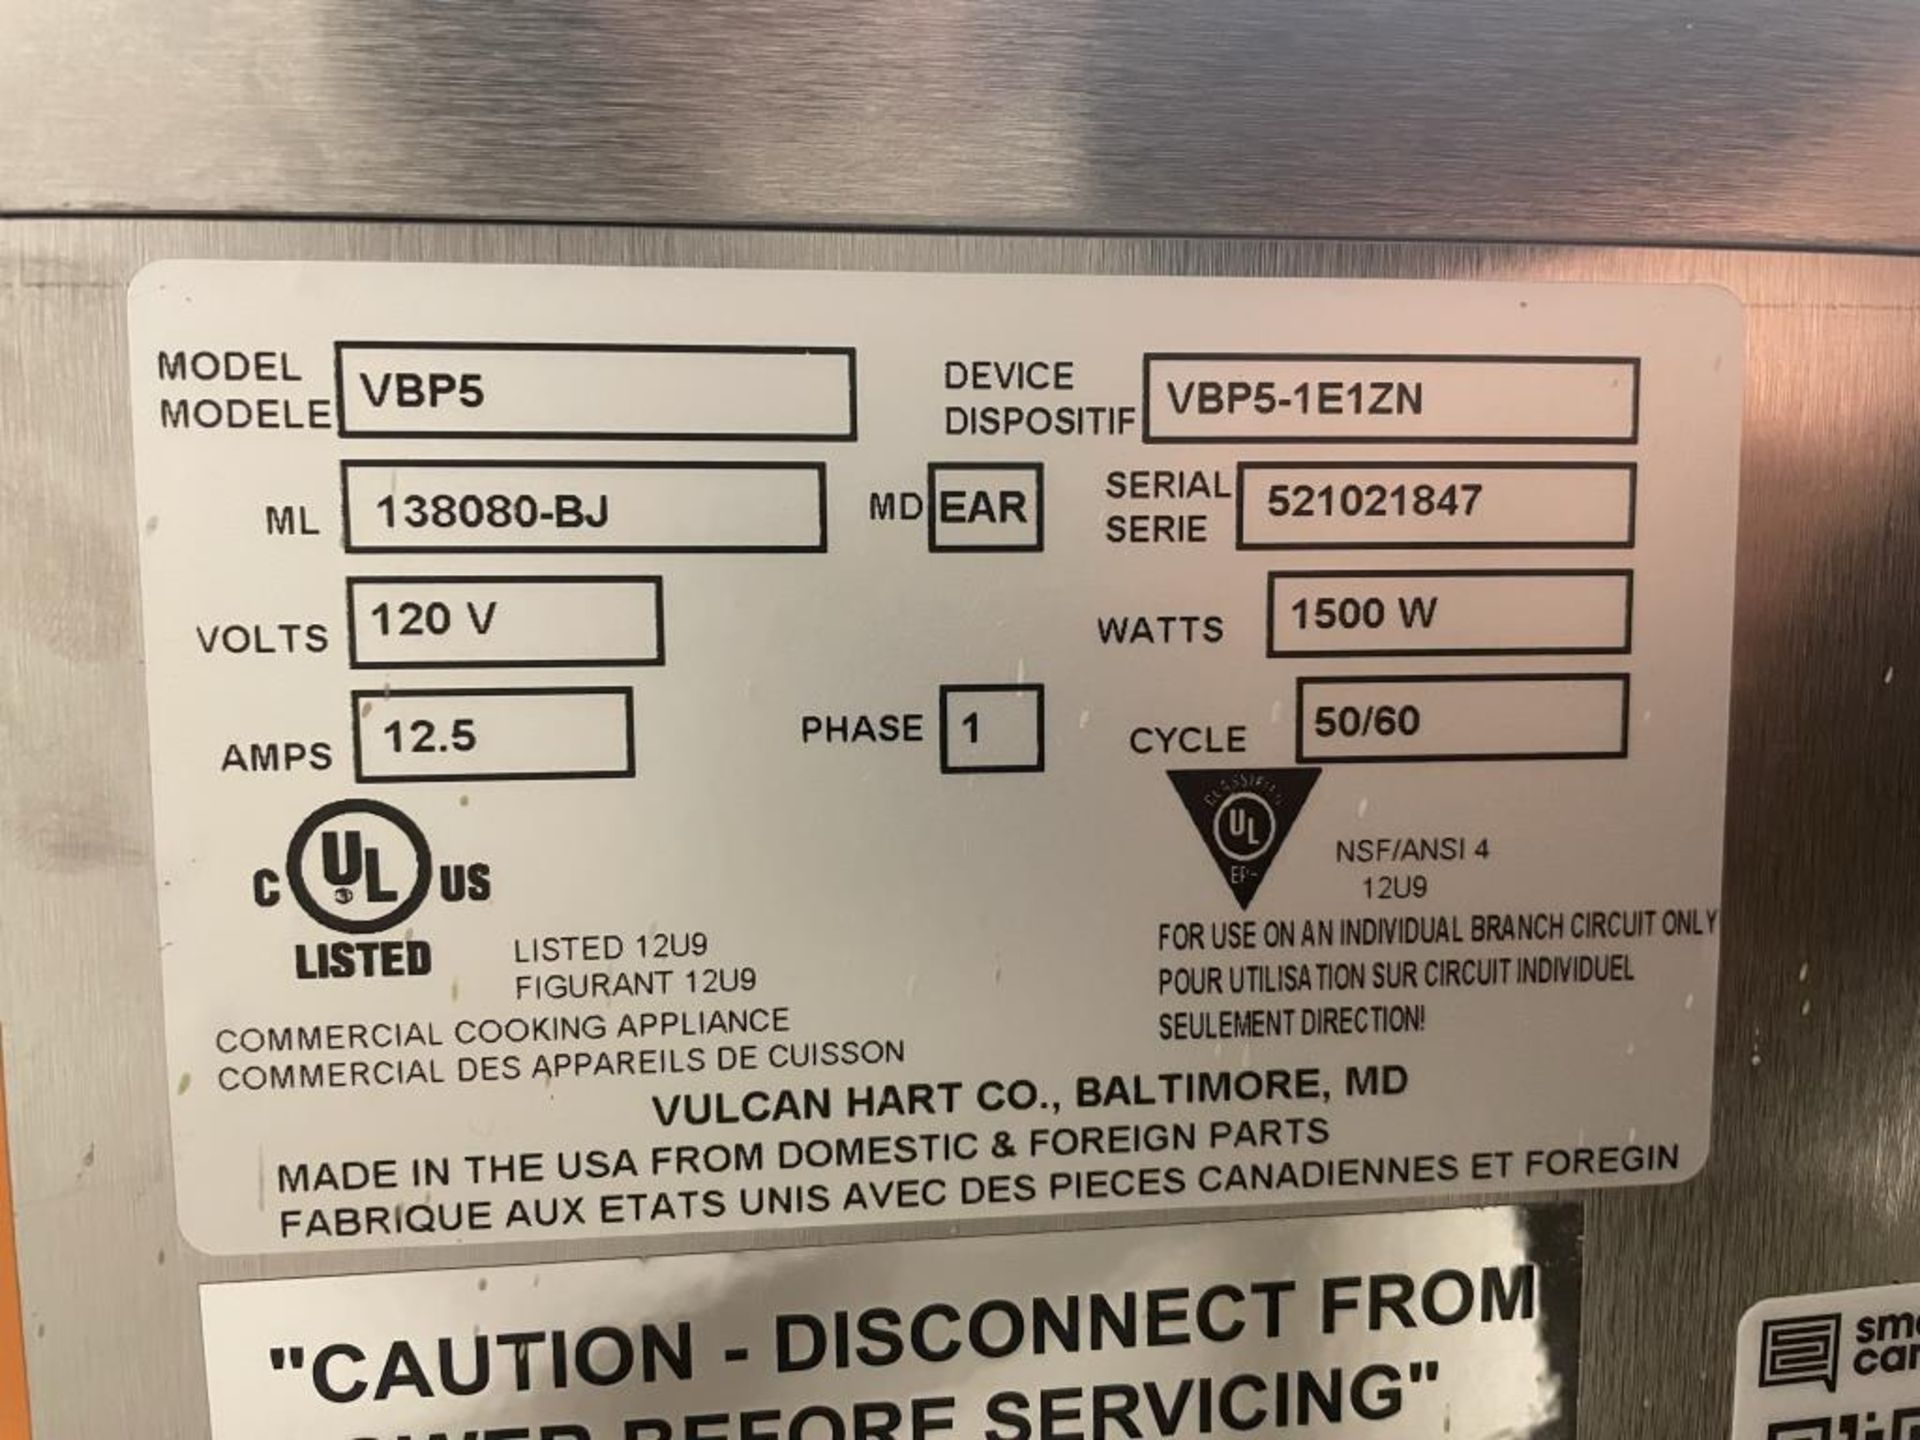 MODEL
MODELE
VBP5
DEVICE
DISPOSITIF
VBP5-1E1ZN
ML 138080-BJ
MD EAR
SERIAL
SERIE
521021847
VOLTS 120 V
WATTS 1500 W
AMPS 12.5
PHASE 1
CYCLE 50/60
C UL US
LISTED
LISTED 12U9
FIGURANT 12U9
CLASSIFIED
UL
NSF/ANSI 4
12U9
FOR USE ON AN INDIVIDUAL BRANCH CIRCUIT ONLY
POUR UTILISATION SUR CIRCUIT INDIVIDUEL
SEULEMENT DIRECTION!
COMMERCIAL COOKING APPLIANCE
COMMERCIAL DES APPAREILS DE CUISSON
VULCAN HART CO., BALTIMORE, MD
MADE IN THE USA FROM DOMESTIC & FOREIGN PARTS
FABRIQUE AUX ETATS UNIS AVEC DES PIECES CANADIENNES ET FOREGIN
"CAUTION - DISCONNECT FROM
BEFORE SERVICING"